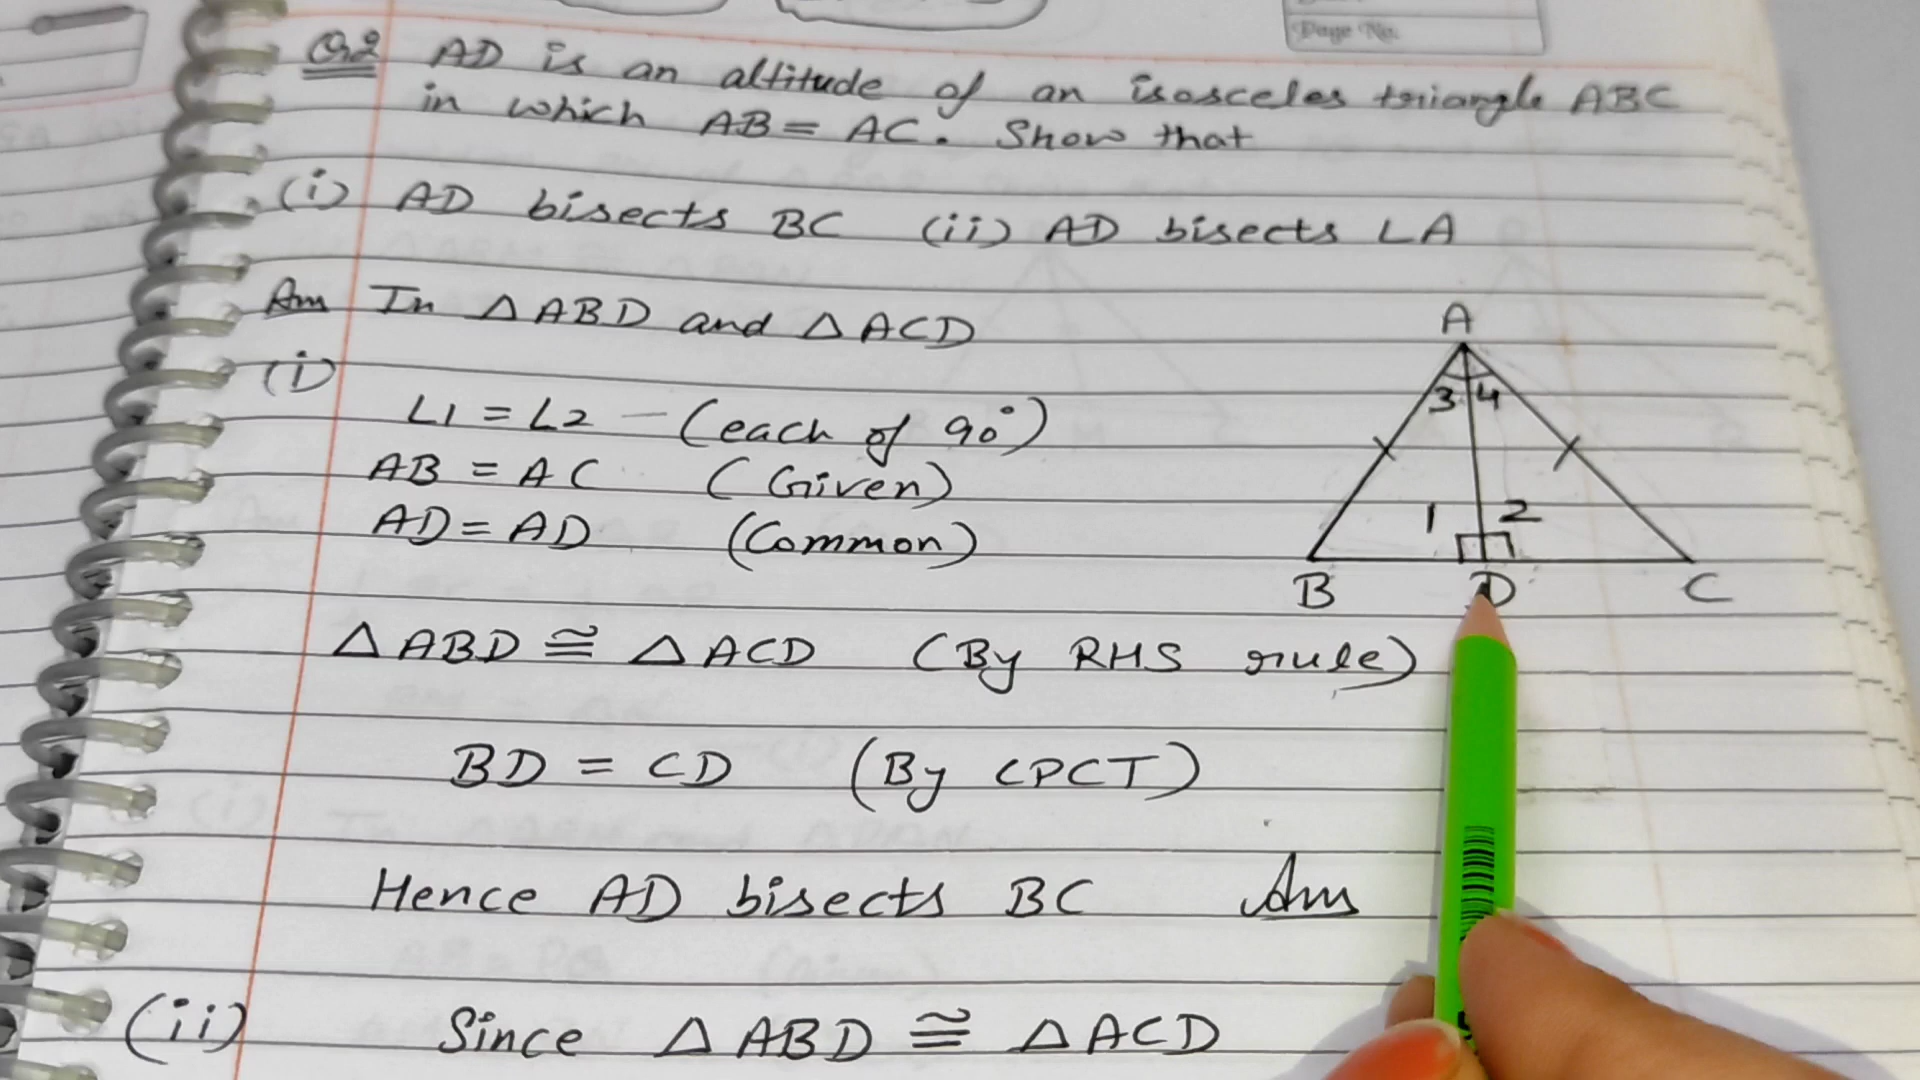 Page No.
Q2 AD is an altitude of an isosceles triangle ABC
in which AB = AC. Show that
(i) AD bisects BC (ii) AD bisects ∠A
Ans In △ABD and △ACD
(i)
∠1 = ∠2 — (each of 90°)
AB = AC (Given)
AD = AD (Common)
△ABD ≅ △ACD (By RHS rule)
BD = CD (By CPCT)
Hence AD bisects BC Ans
(ii) Since △ABD ≅ △ACD
A
3 4
1 2
B D C